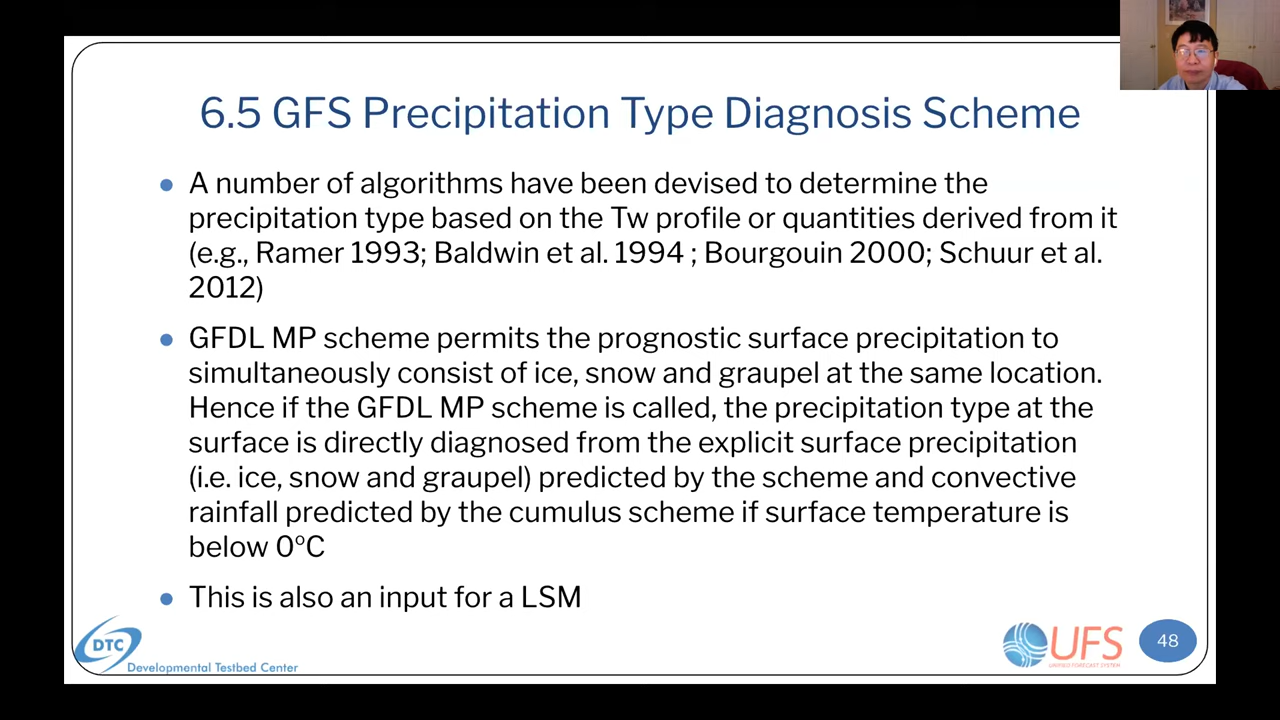 6.5 GFS Precipitation Type Diagnosis Scheme
● A number of algorithms have been devised to determine the
precipitation type based on the Tw profile or quantities derived from it
(e.g., Ramer 1993; Baldwin et al. 1994 ; Bourgouin 2000; Schuur et al.
2012)
● GFDL MP scheme permits the prognostic surface precipitation to
simultaneously consist of ice, snow and graupel at the same location.
Hence if the GFDL MP scheme is called, the precipitation type at the
surface is directly diagnosed from the explicit surface precipitation
(i.e. ice, snow and graupel) predicted by the scheme and convective
rainfall predicted by the cumulus scheme if surface temperature is
below 0°C
● This is also an input for a LSM
DTC
Developmental Testbed Center
UFS
UNIFIED FORECAST SYSTEM
48